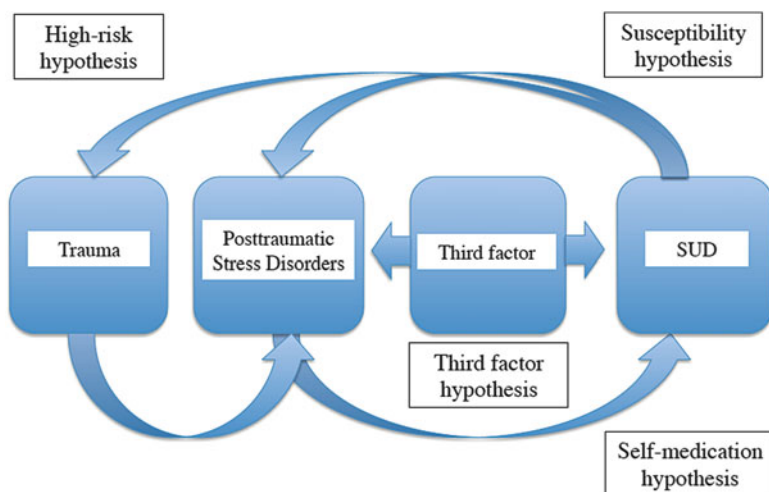 High-risk
hypothesis
Susceptibility
hypothesis
Trauma
Posttraumatic
Stress Disorders
Third factor
SUD
Third factor
hypothesis
Self-medication
hypothesis